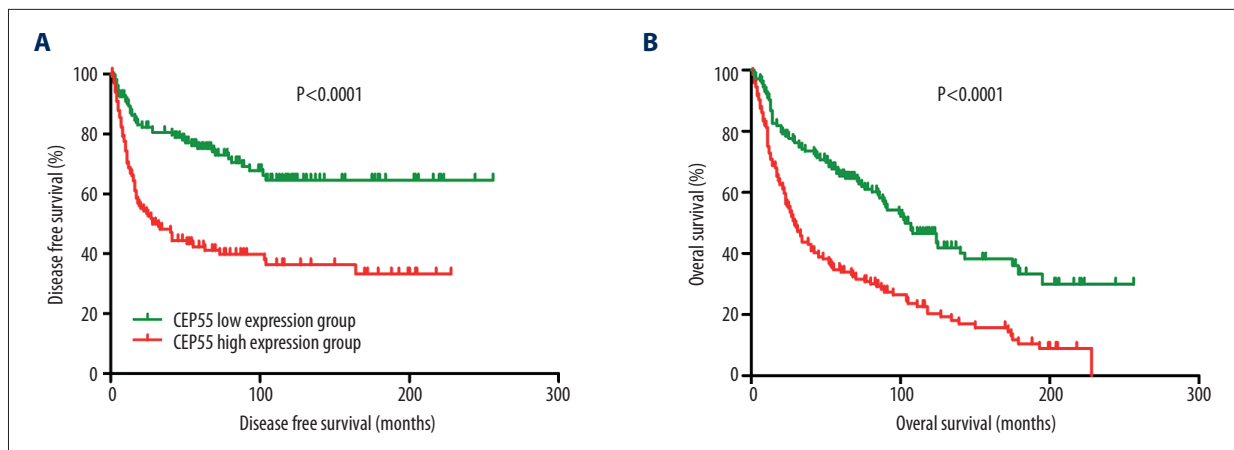 A
P<0.0001
100
80
60
40
20
0
Disease free survival (%)
CEP55 low expression group
CEP55 high expression group
0 100 200 300
Disease free survival (months)
B
P<0.0001
100
80
60
40
20
0
Overal survival (%)
0 100 200 300
Overal survival (months)